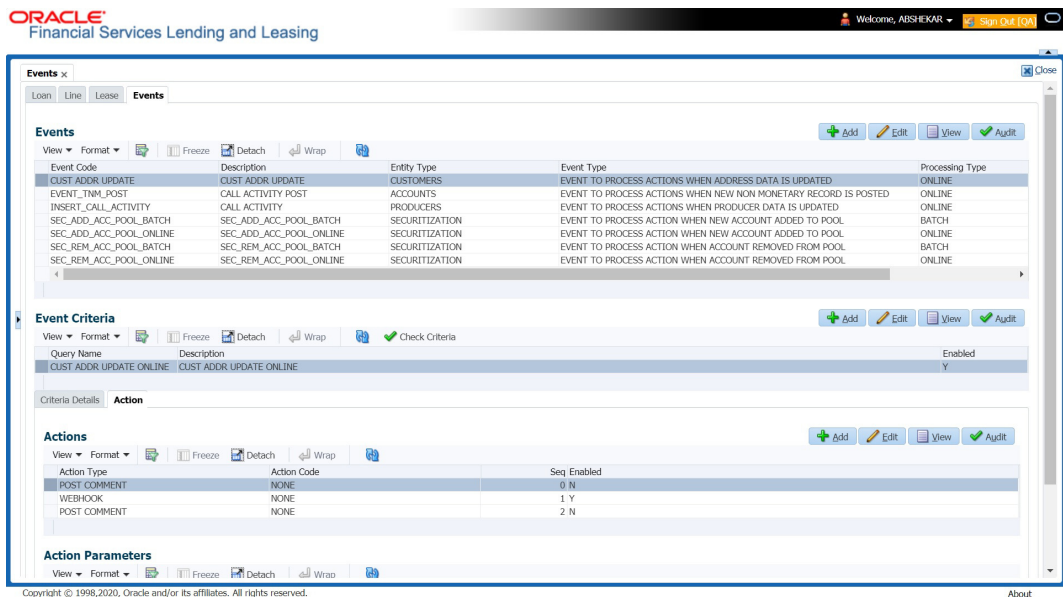 ORACLE
Financial Services Lending and Leasing
Welcome, ABSHEKAR
Sign Out [QA]
Events
Close
Loan Line Lease Events
Events
Add Edit View Audit
View Format Freeze Detach Wrap
Event Code Description Entity Type Event Type Processing Type
CUST ADDR UPDATE CUST ADDR UPDATE CUSTOMERS EVENT TO PROCESS ACTIONS WHEN ADDRESS DATA IS UPDATED ONLINE
EVENT_TNM_POST CALL ACTIVITY POST ACCOUNTS EVENT TO PROCESS ACTIONS WHEN NEW NON MONETARY RECORD IS POSTED ONLINE
INSERT_CALL_ACTIVITY CALL ACTIVITY PRODUCERS EVENT TO PROCESS ACTIONS WHEN PRODUCER DATA IS UPDATED ONLINE
SEC_ADD_ACC_POOL_BATCH SEC_ADD_ACC_POOL_BATCH SECURITIZATION EVENT TO PROCESS ACTION WHEN NEW ACCOUNT ADDED TO POOL BATCH
SEC_ADD_ACC_POOL_ONLINE SEC_ADD_ACC_POOL_ONLINE SECURITIZATION EVENT TO PROCESS ACTION WHEN NEW ACCOUNT ADDED TO POOL ONLINE
SEC_REM_ACC_POOL_BATCH SEC_REM_ACC_POOL_BATCH SECURITIZATION EVENT TO PROCESS ACTION WHEN ACCOUNT REMOVED FROM POOL BATCH
SEC_REM_ACC_POOL_ONLINE SEC_REM_ACC_POOL_ONLINE SECURITIZATION EVENT TO PROCESS ACTION WHEN ACCOUNT REMOVED FROM POOL ONLINE
Event Criteria
Add Edit View Audit
View Format Freeze Detach Wrap Check Criteria
Query Name Description Enabled
CUST ADDR UPDATE ONLINE CUST ADDR UPDATE ONLINE Y
Criteria Details Action
Actions
Add Edit View Audit
View Format Freeze Detach Wrap
Action Type Action Code Seq Enabled
POST COMMENT NONE 0 N
WEBHOOK NONE 1 Y
POST COMMENT NONE 2 N
Action Parameters
View Format Freeze Detach Wrap
Copyright © 1998,2020, Oracle and/or its affiliates. All rights reserved.
About